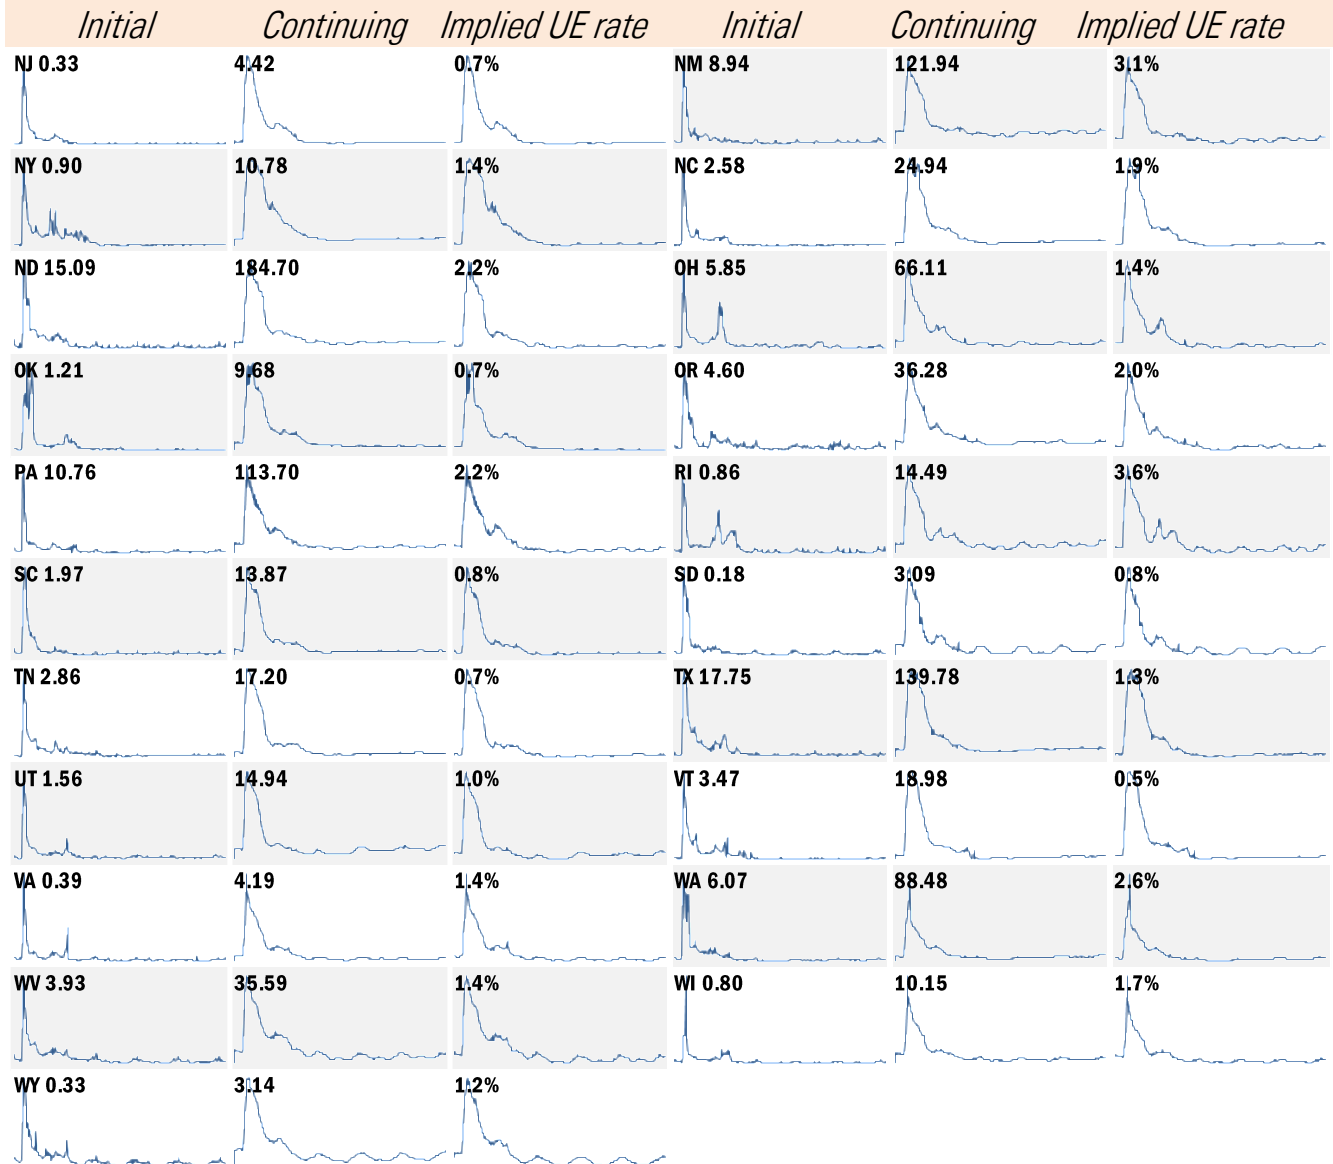 Initial Continuing Implied UE rate Initial Continuing Implied UE rate
NJ 0.33 4.42 0.7% NM 8.94 121.94 3.1%
NY 0.90 10.78 1.4% NC 2.58 24.94 1.9%
ND 15.09 184.70 2.2% OH 5.85 66.11 1.4%
OK 1.21 9.68 0.7% OR 4.60 36.28 2.0%
PA 10.76 113.70 2.2% RI 0.86 14.49 3.6%
SC 1.97 13.87 0.8% SD 0.18 3.09 0.8%
TN 2.86 17.20 0.7% TX 17.75 139.78 1.3%
UT 1.56 14.94 1.0% VT 3.47 18.98 0.5%
VA 0.39 4.19 1.4% WA 6.07 88.48 2.6%
WV 3.93 35.59 1.4% WI 0.80 10.15 1.7%
WY 0.33 3.14 1.2%